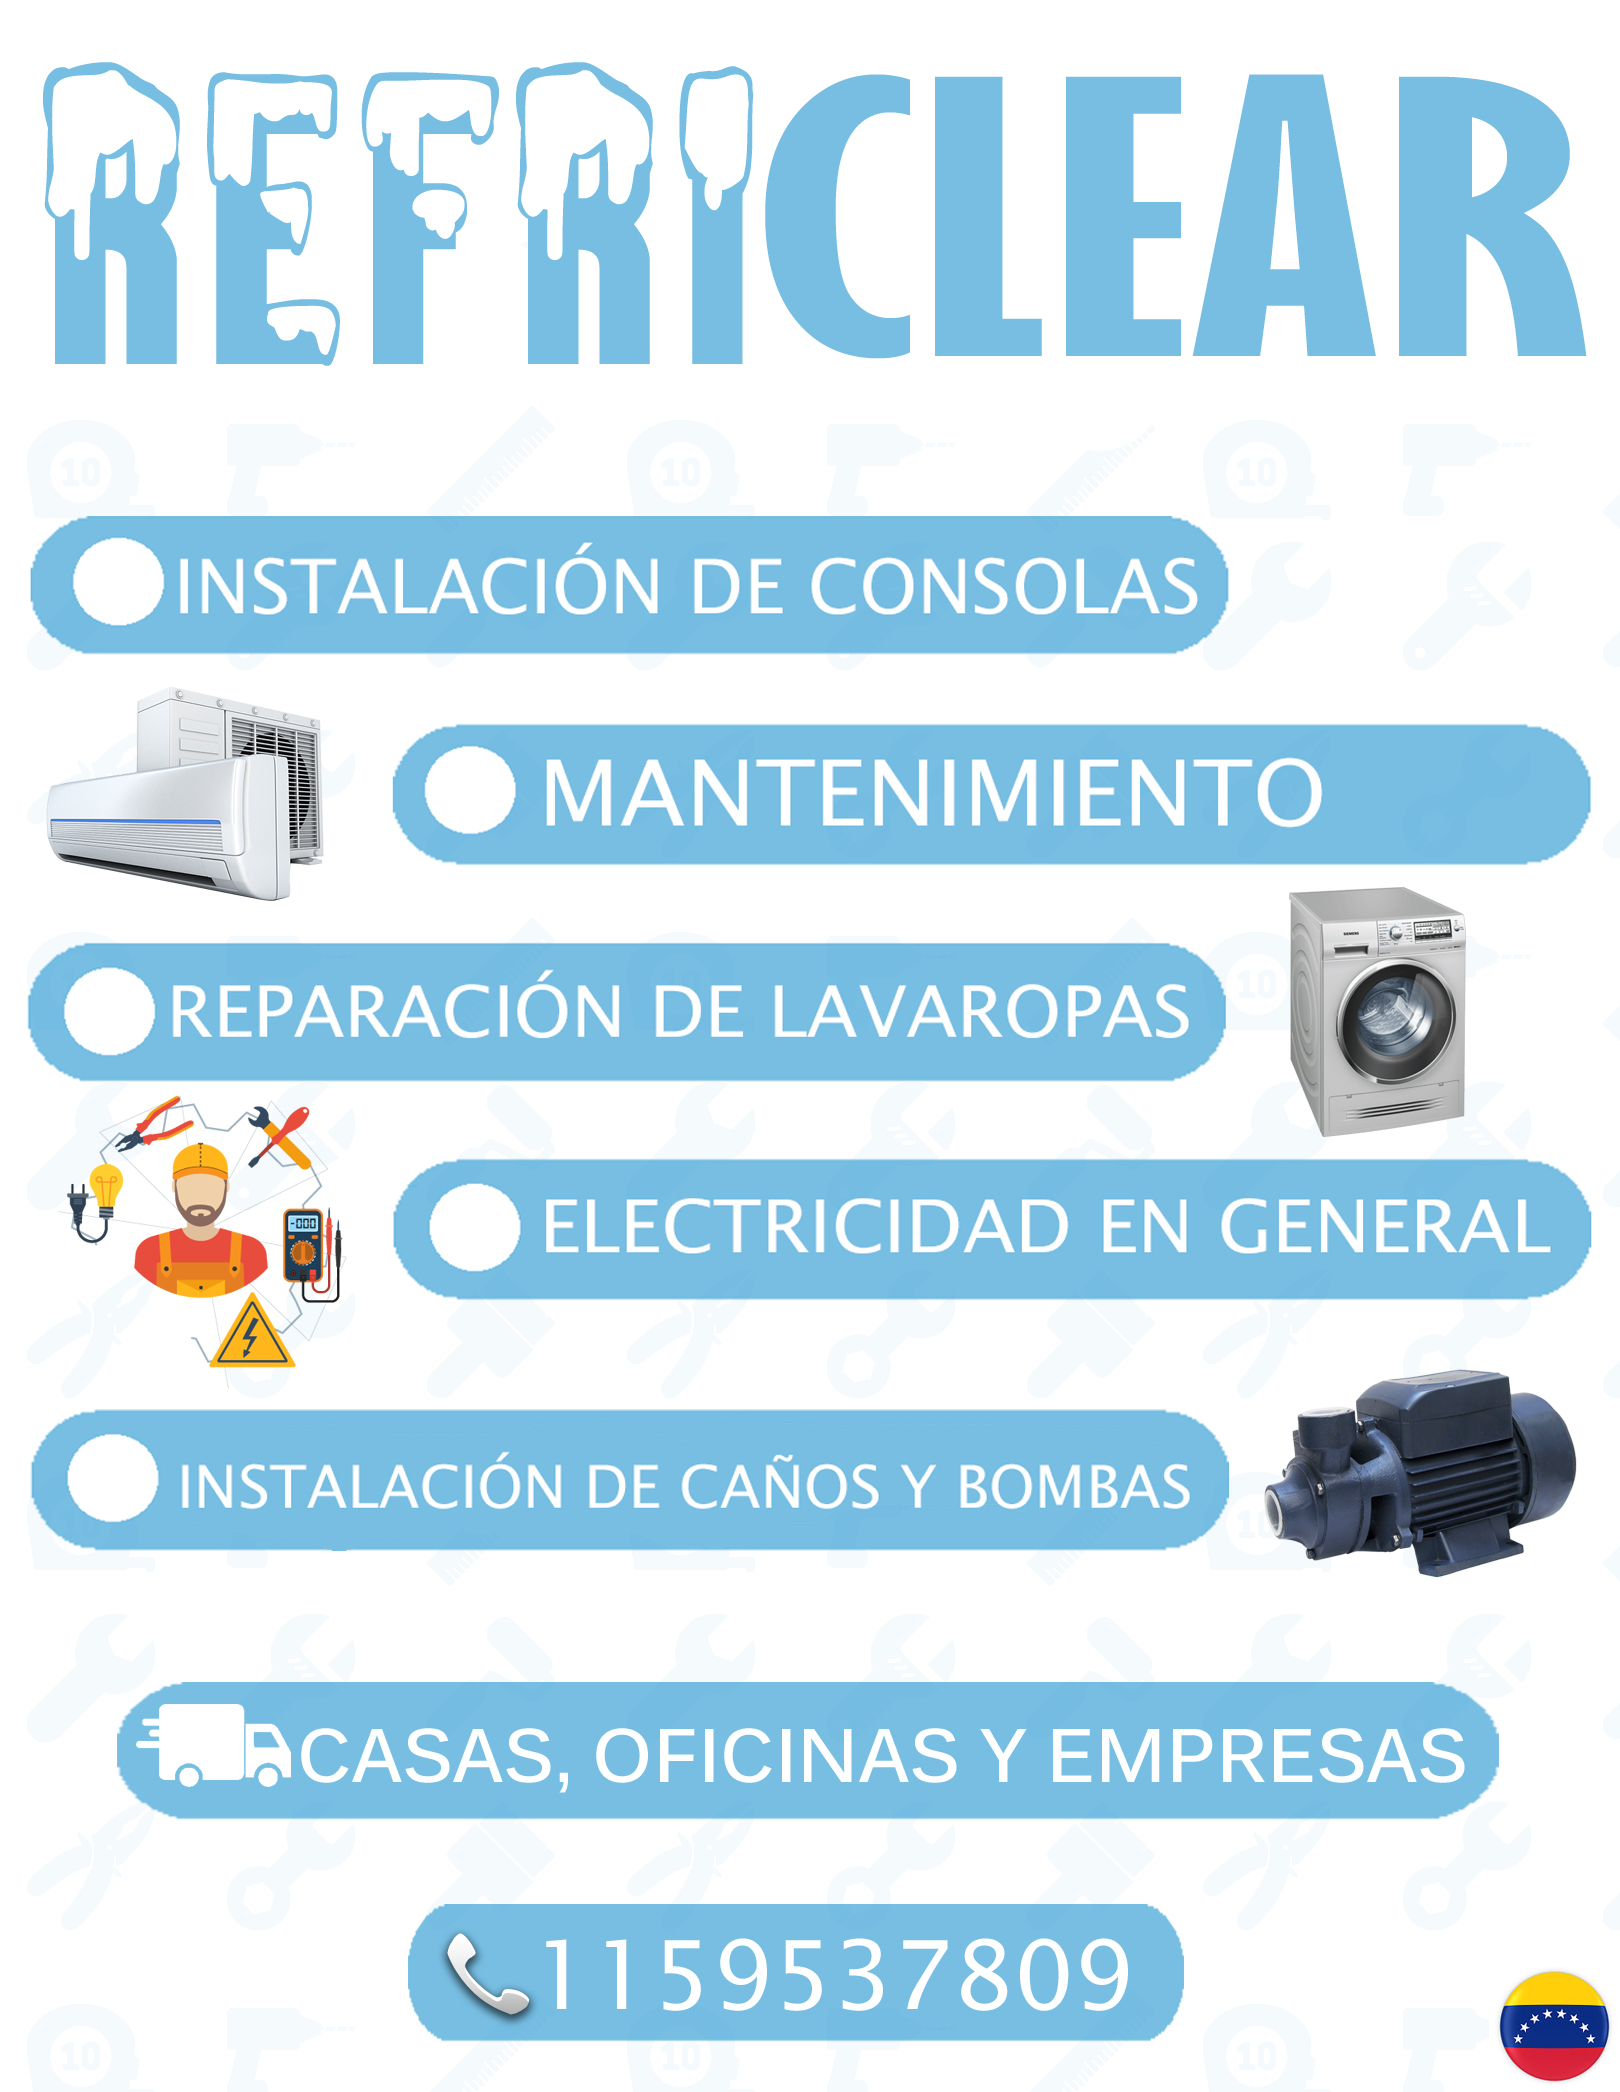 REFRICLEAR
INSTALACIÓN DE CONSOLAS
MANTENIMIENTO
REPARACIÓN DE LAVAROPAS
ELECTRICIDAD EN GENERAL
INSTALACIÓN DE CAÑOS Y BOMBAS
CASAS, OFICINAS Y EMPRESAS
1159537809